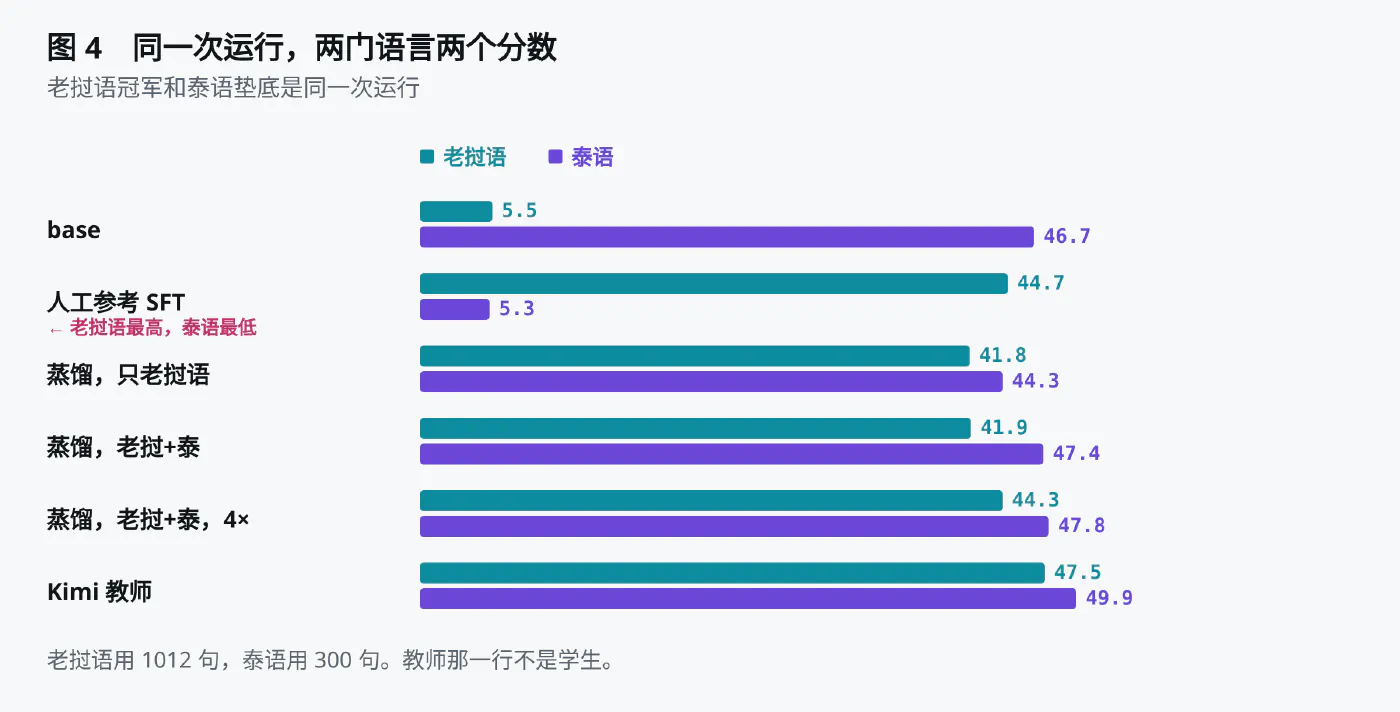 图 4 同一次运行，两门语言两个分数
老挝语冠军和泰语垫底是同一次运行
老挝语 泰语
base
5.5
46.7
人工参考 SFT
← 老挝语最高，泰语最低
44.7
5.3
蒸馏，只老挝语
41.8
44.3
蒸馏，老挝+泰
41.9
47.4
蒸馏，老挝+泰，4×
44.3
47.8
Kimi 教师
47.5
49.9
老挝语用 1012 句，泰语用 300 句。教师那一行不是学生。